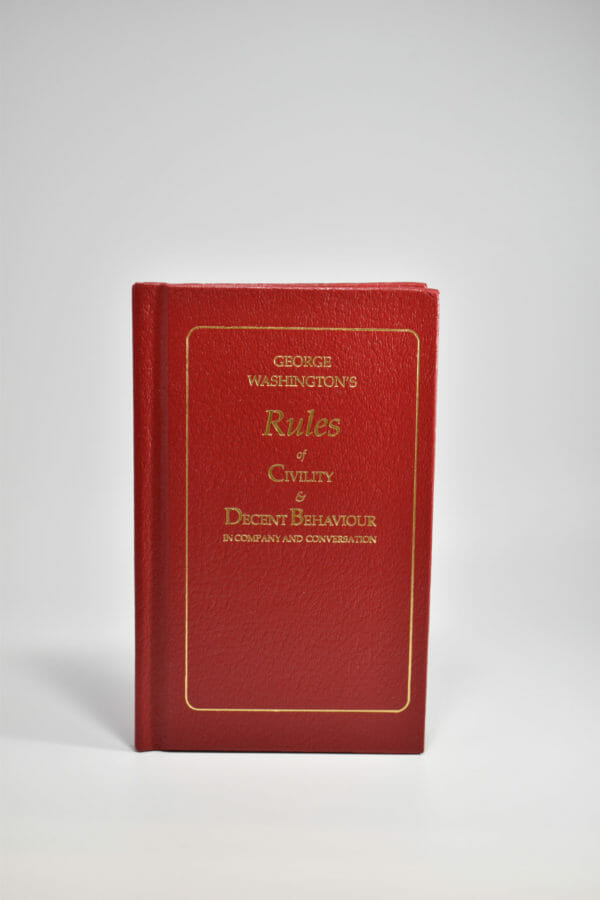 GEORGE
WASHINGTON'S
Rules
of
CIVILITY
&
DECENT BEHAVIOUR
IN COMPANY AND CONVERSATION